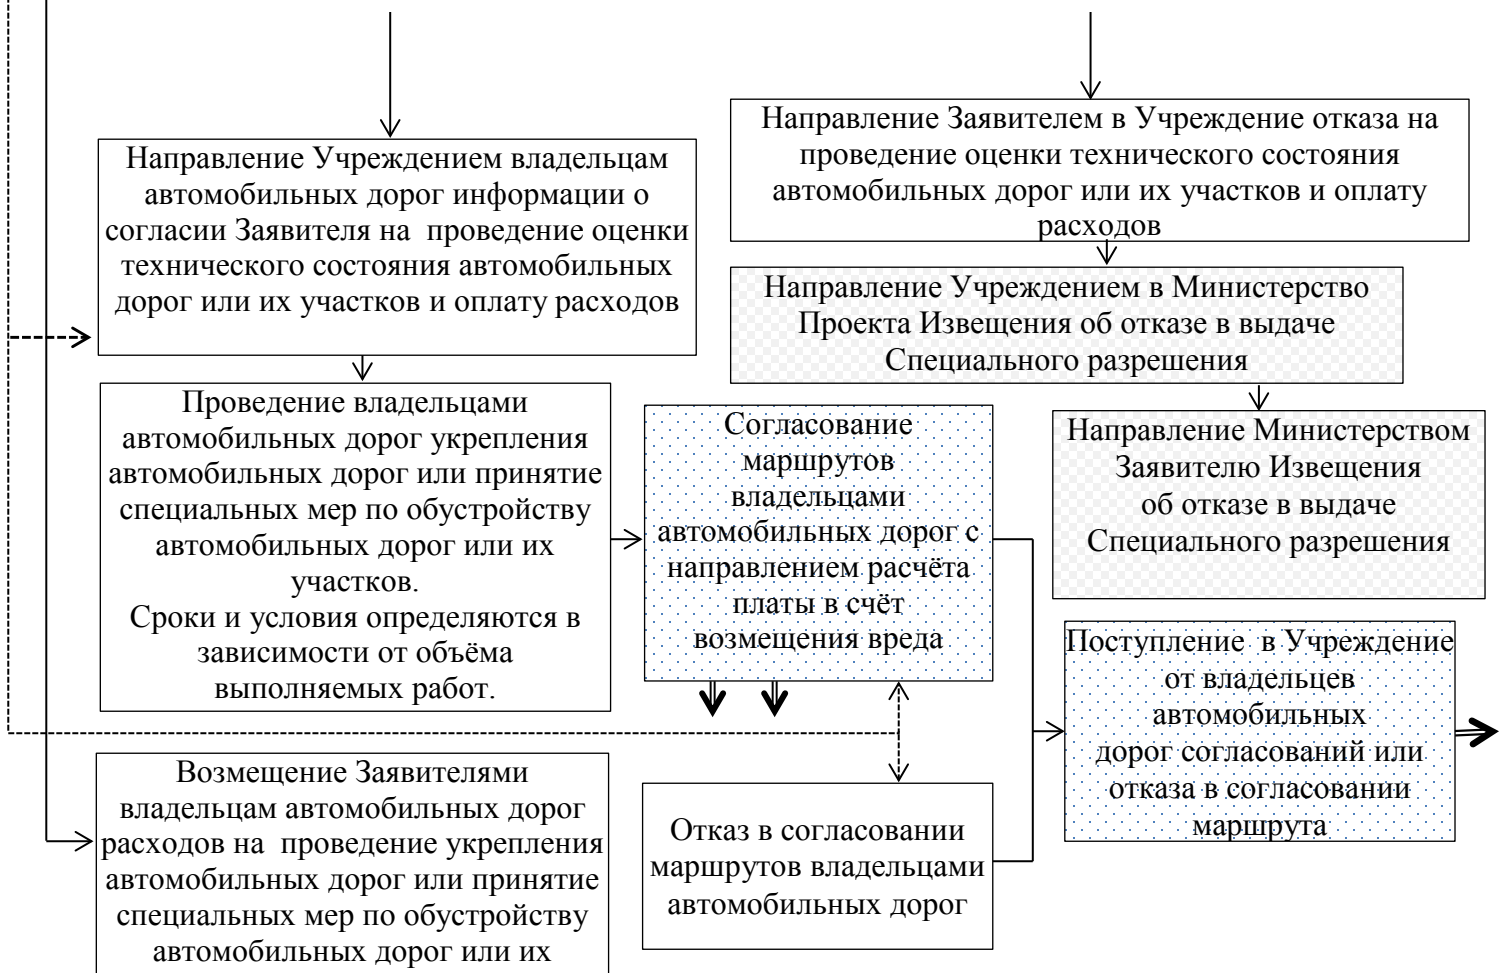 Направление Учреждением владельцам
автомобильных дорог информации о
согласии Заявителя на  проведение оценки
технического состояния автомобильных
дорог или их участков и оплату расходов
Направление Заявителем в Учреждение отказа на
проведение оценки технического состояния
автомобильных дорог или их участков и оплату
расходов
Направление Учреждением в Министерство
Проекта Извещения об отказе в выдаче
Специального разрешения
Проведение владельцами
автомобильных дорог укрепления
автомобильных дорог или принятие
специальных мер по обустройству
автомобильных дорог или их
участков.
Сроки и условия определяются в
зависимости от объёма
выполняемых работ.
Согласование
маршрутов
владельцами
автомобильных дорог с
направлением расчёта
платы в счёт
возмещения вреда
Направление Министерством
Заявителю Извещения
об отказе в выдаче
Специального разрешения
Поступление  в Учреждение
от владельцев
автомобильных
дорог согласований или
отказа в согласовании
маршрута
Возмещение Заявителями
владельцам автомобильных дорог
расходов на  проведение укрепления
автомобильных дорог или принятие
специальных мер по обустройству
автомобильных дорог или их
Отказ в согласовании
маршрутов владельцами
автомобильных дорог